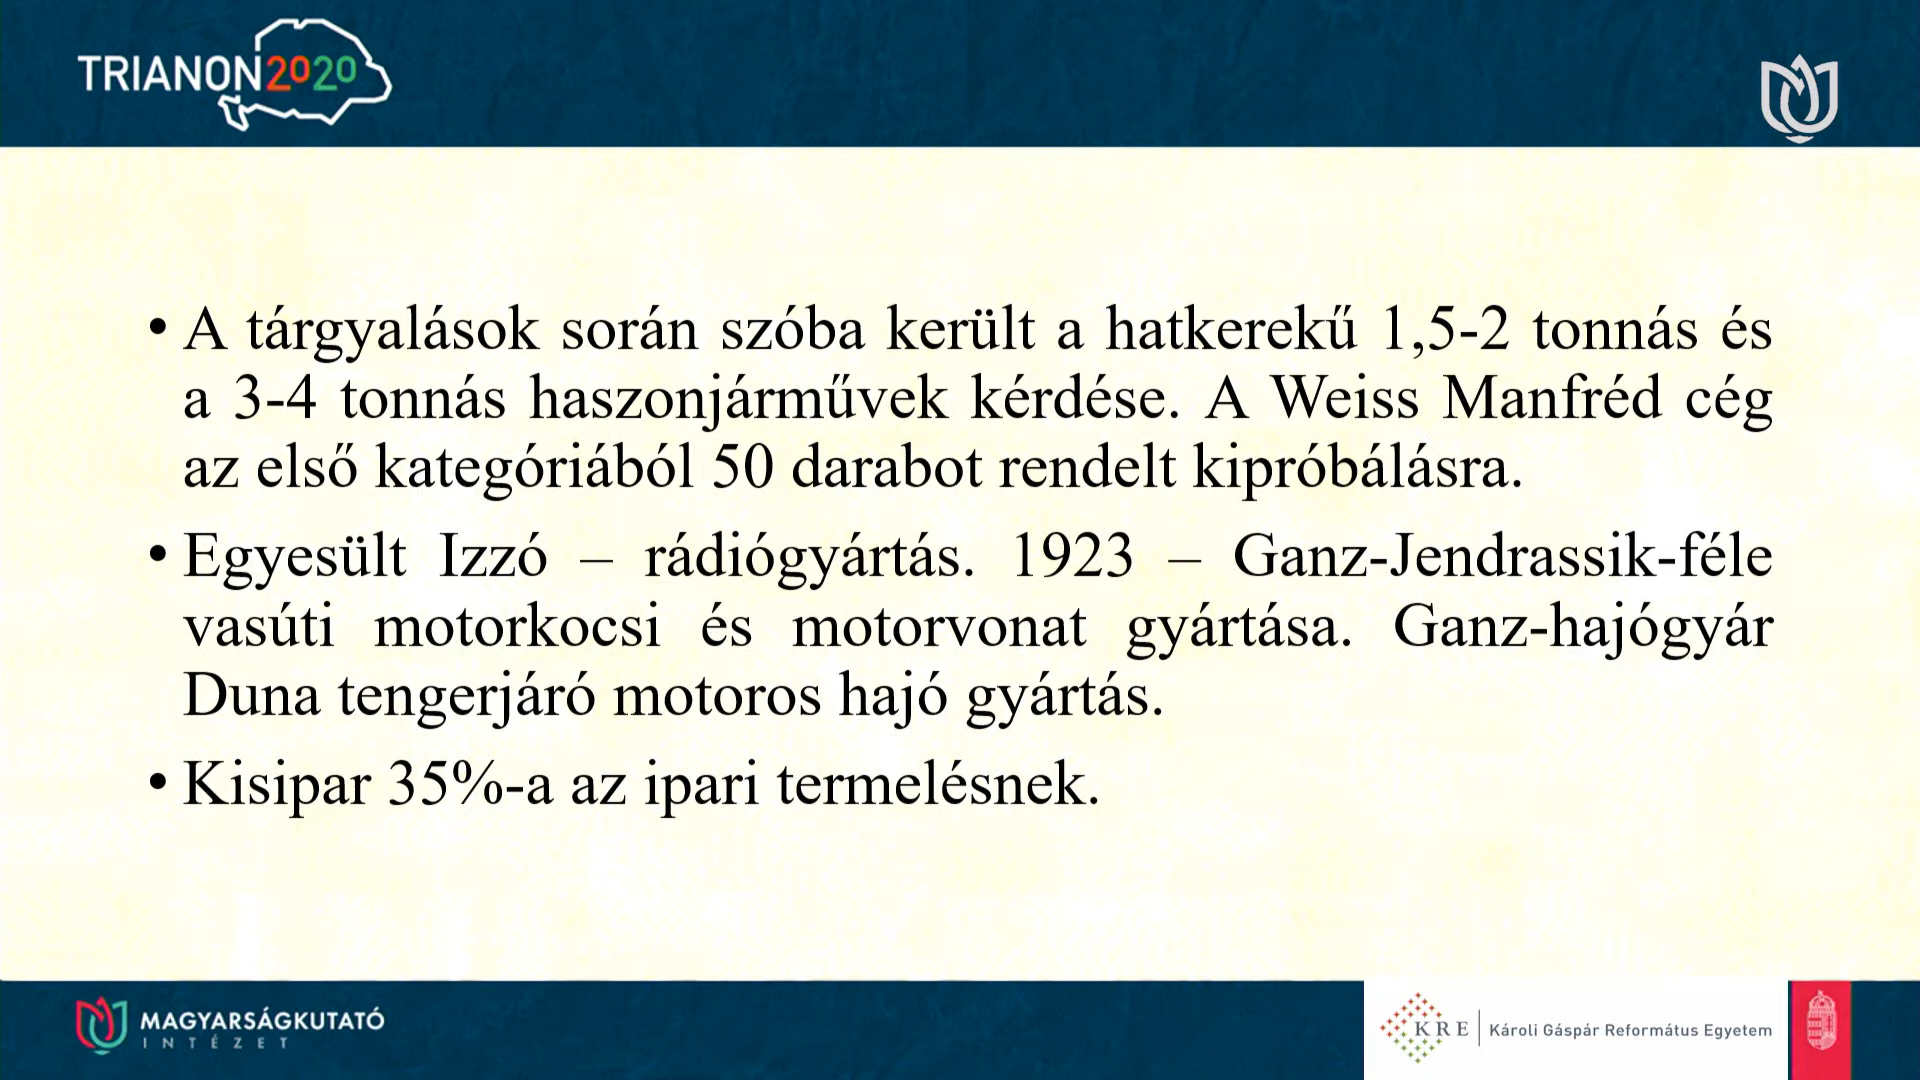 TRIANON2020
• A tárgyalások során szóba került a hatkerekű 1,5-2 tonnás és
a 3-4 tonnás haszonjárművek kérdése. A Weiss Manfréd cég
az első kategóriából 50 darabot rendelt kipróbálásra.
• Egyesült Izzó – rádiógyártás. 1923 – Ganz-Jendrassik-féle
vasúti motorkocsi és motorvonat gyártása. Ganz-hajógyár
Duna tengerjáró motoros hajó gyártás.
• Kisipar 35%-a az ipari termelésnek.
MAGYARSÁGKUTATÓ
INTÉZET
KRE Károli Gáspár Református Egyetem